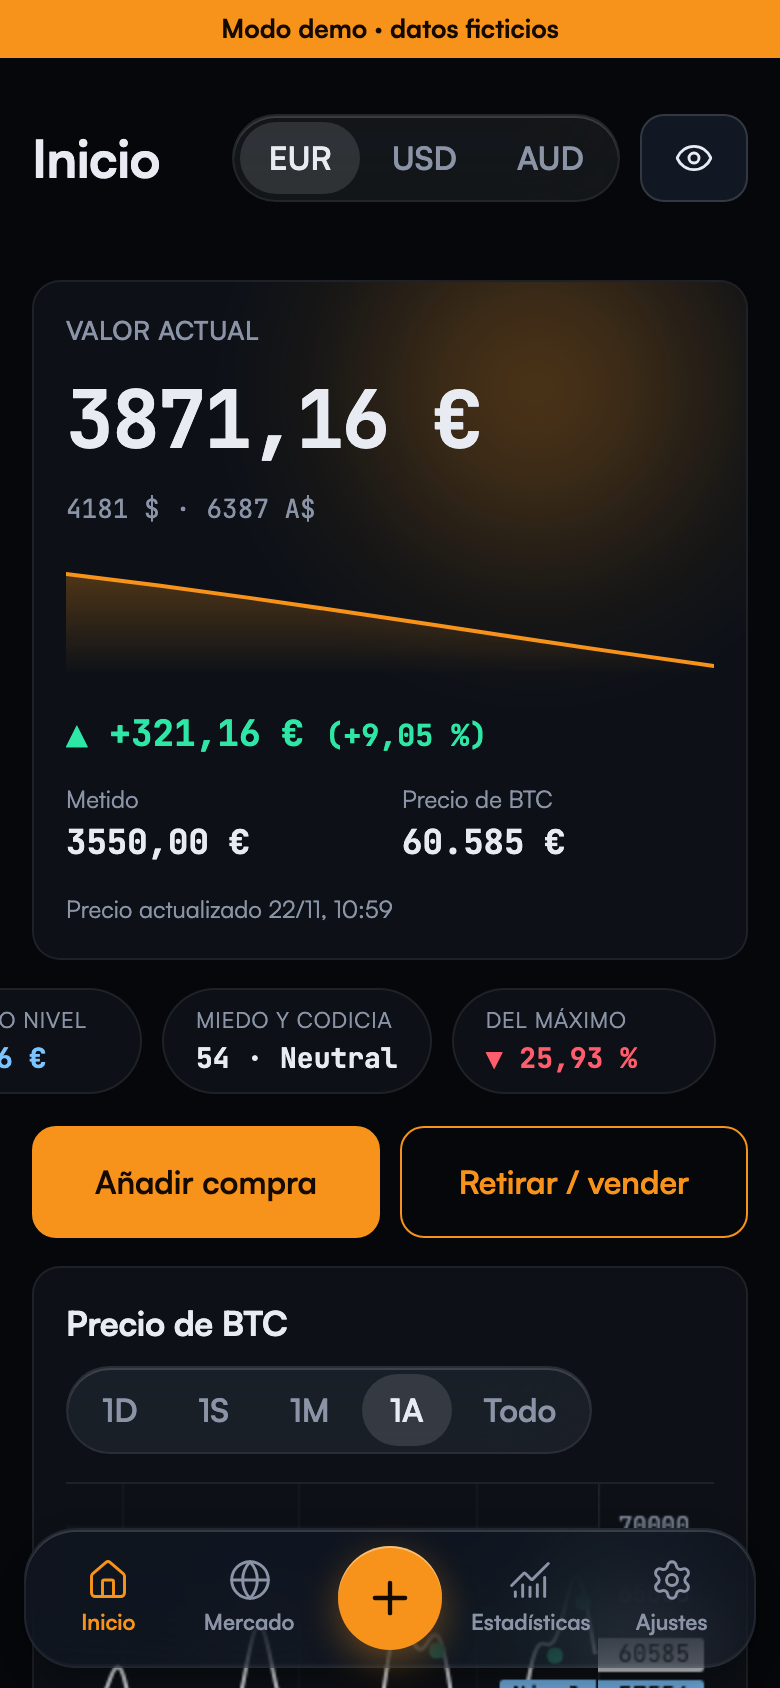 Modo demo · datos ficticios
Inicio
EUR USD AUD
VALOR ACTUAL
3871,16 €
4181 $ · 6387 A$
▲ +321,16 € (+9,05 %)
Metido Precio de BTC
3550,00 € 60.585 €
Precio actualizado 22/11, 10:59
O NIVEL MIEDO Y CODICIA DEL MÁXIMO
6 € 54 · Neutral ▼ 25,93 %
Añadir compra Retirar / vender
Precio de BTC
1D 1S 1M 1A Todo
70000
Inicio Mercado + Estadísticas Ajustes
60585